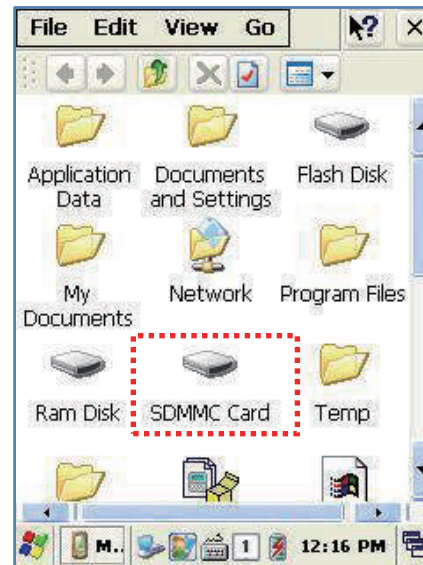 File Edit View Go
Application Data
Documents and Settings
Flash Disk
My Documents
Network
Program Files
Ram Disk
SDMMC Card
Temp
M.. 1 12:16 PM